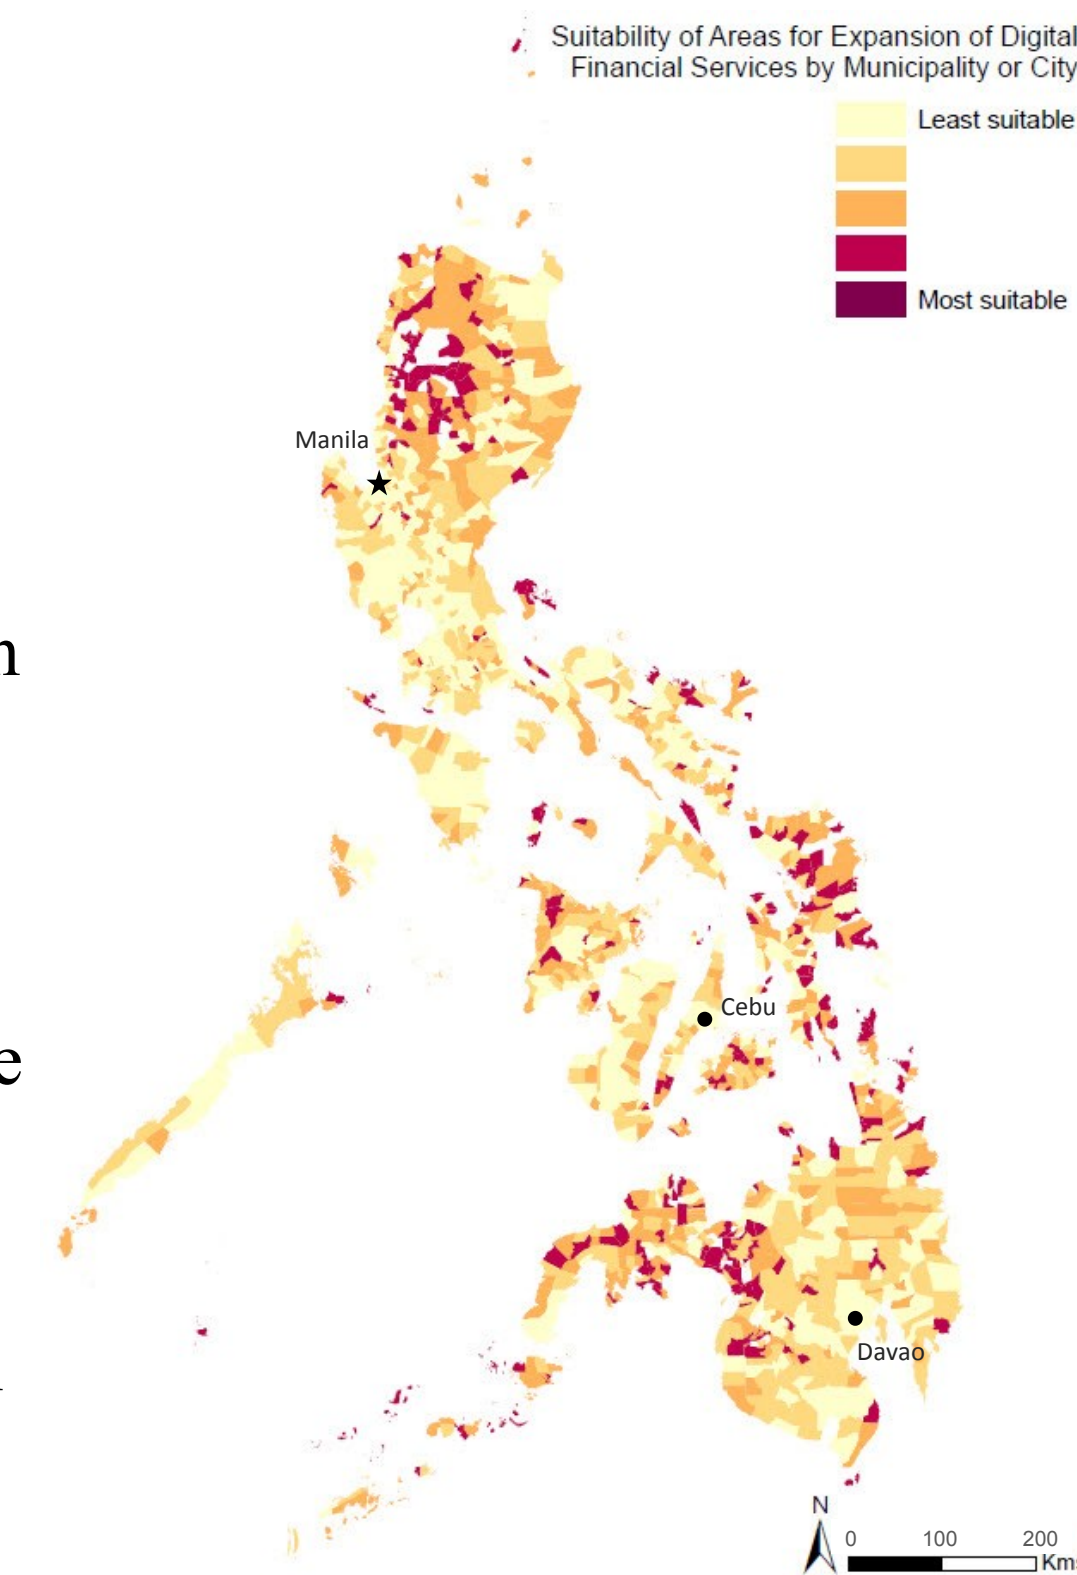 Suitability of Areas for Expansion of Digital
Financial Services by Municipality or City
Least suitable
Most suitable
Manila
n
Cebu
e
Davao
N
0 100 200
Kms